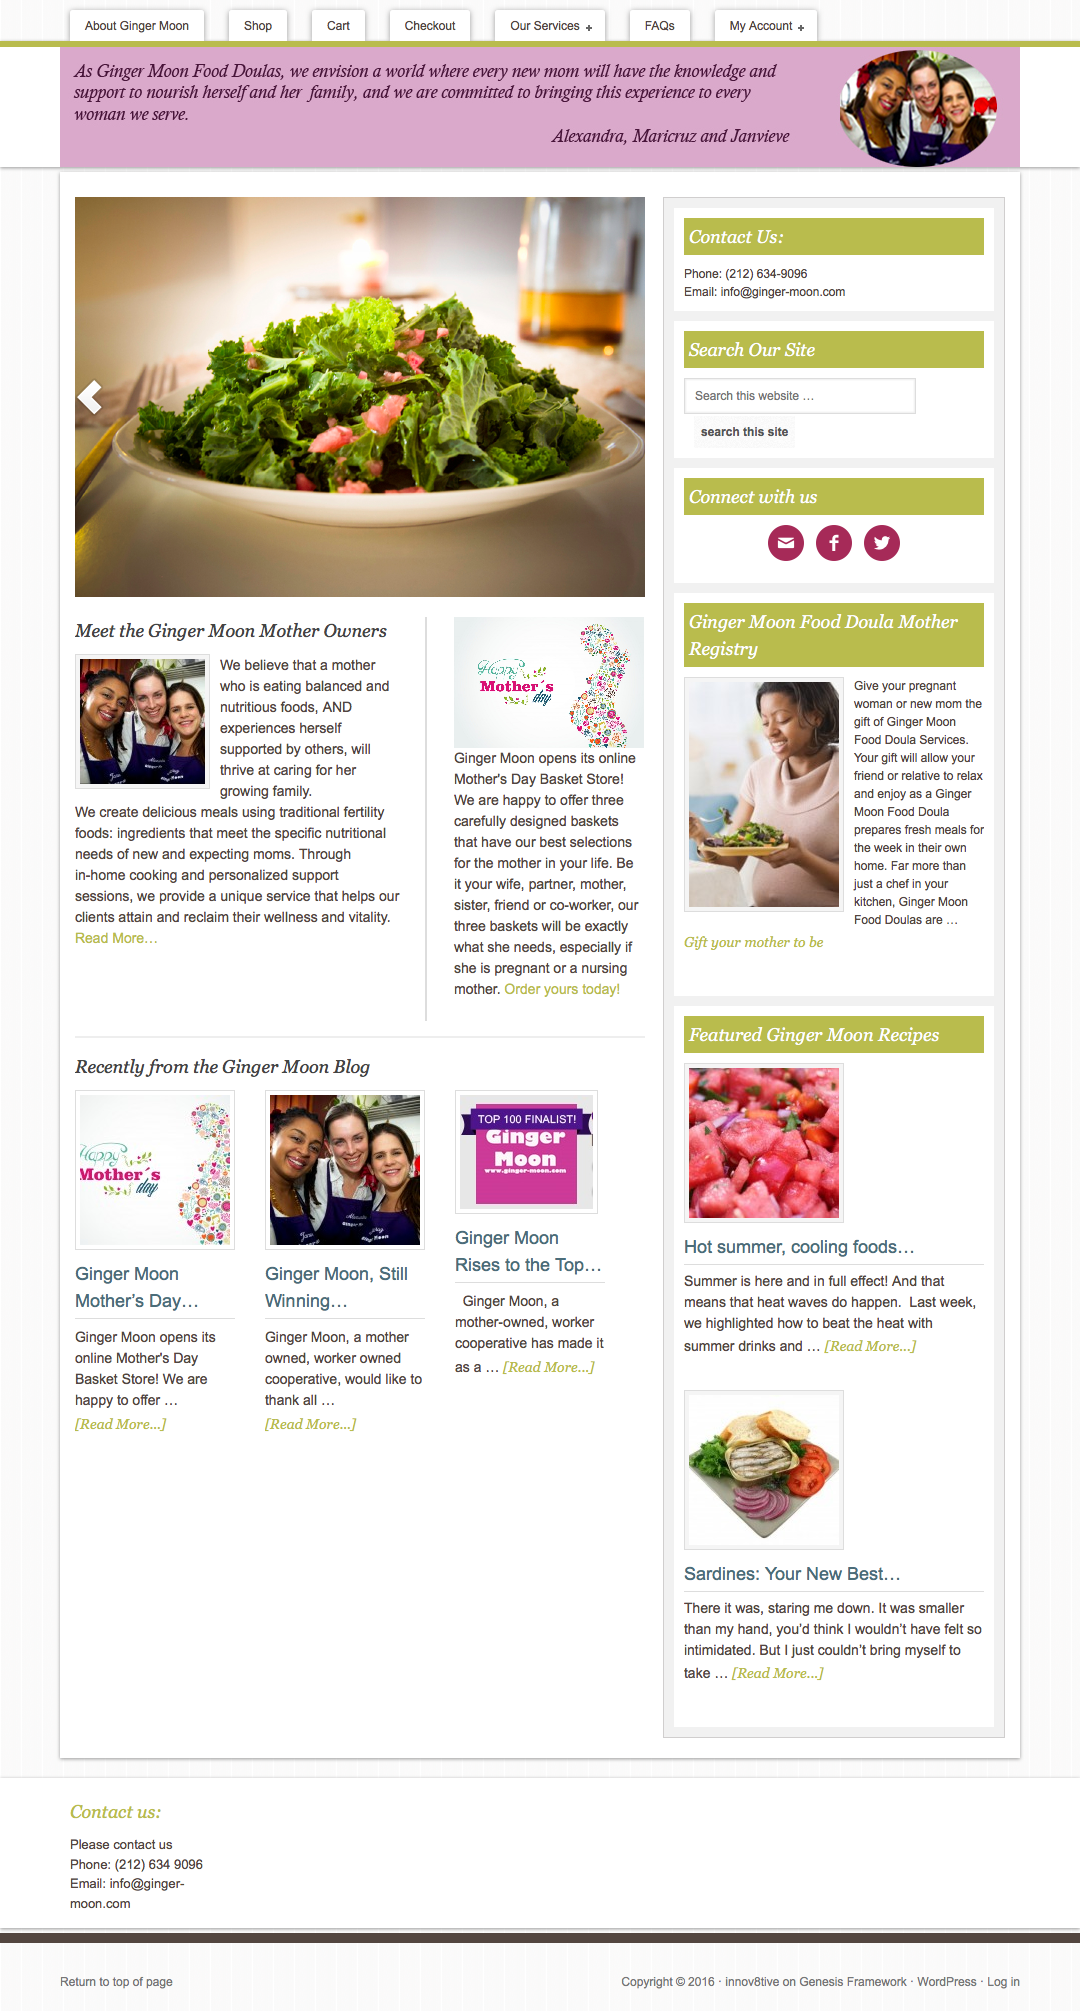 About Ginger Moon
Shop
Cart
Checkout
Our Services +
FAQs
My Account +
As Ginger Moon Food Doulas, we envision a world where every new mom will have the knowledge and
support to nourish herself and her family, and we are committed to bringing this experience to every
woman we serve.
Alexandra, Maricruz and Janvieve
Meet the Ginger Moon Mother Owners
We believe that a mother
who is eating balanced and
nutritious foods, AND
experiences herself
supported by others, will
thrive at caring for her
growing family.
We create delicious meals using traditional fertility
foods: ingredients that meet the specific nutritional
needs of new and expecting moms. Through
in-home cooking and personalized support
sessions, we provide a unique service that helps our
clients attain and reclaim their wellness and vitality.
Read More…
Happy
Mother´s
day
Ginger Moon opens its online
Mother's Day Basket Store!
We are happy to offer three
carefully designed baskets
that have our best selections
for the mother in your life. Be
it your wife, partner, mother,
sister, friend or co-worker, our
three baskets will be exactly
what she needs, especially if
she is pregnant or a nursing
mother. Order yours today!
Recently from the Ginger Moon Blog
Happy
Mother´s
day
Ginger Moon
Mother’s Day…
Ginger Moon opens its
online Mother's Day
Basket Store! We are
happy to offer …
[Read More...]
Ginger Moon, Still
Winning…
Ginger Moon, a mother
owned, worker owned
cooperative, would like to
thank all …
[Read More...]
TOP 100 FINALIST!
Ginger
Moon
www.ginger-moon.com
Ginger Moon
Rises to the Top…
Ginger Moon, a
mother-owned, worker
cooperative has made it
as a … [Read More...]
Contact Us:
Phone: (212) 634-9096
Email: info@ginger-moon.com
Search Our Site
Search this website …
search this site
Connect with us
Ginger Moon Food Doula Mother
Registry
Give your pregnant
woman or new mom the
gift of Ginger Moon
Food Doula Services.
Your gift will allow your
friend or relative to relax
and enjoy as a Ginger
Moon Food Doula
prepares fresh meals for
the week in their own
home. Far more than
just a chef in your
kitchen, Ginger Moon
Food Doulas are …
Gift your mother to be
Featured Ginger Moon Recipes
Hot summer, cooling foods…
Summer is here and in full effect! And that
means that heat waves do happen.  Last week,
we highlighted how to beat the heat with
summer drinks and … [Read More...]
Sardines: Your New Best…
There it was, staring me down. It was smaller
than my hand, you’d think I wouldn’t have felt so
intimidated. But I just couldn’t bring myself to
take … [Read More...]
Contact us:
Please contact us
Phone: (212) 634 9096
Email: info@ginger-
moon.com
Return to top of page
Copyright © 2016 · innov8tive on Genesis Framework · WordPress · Log in